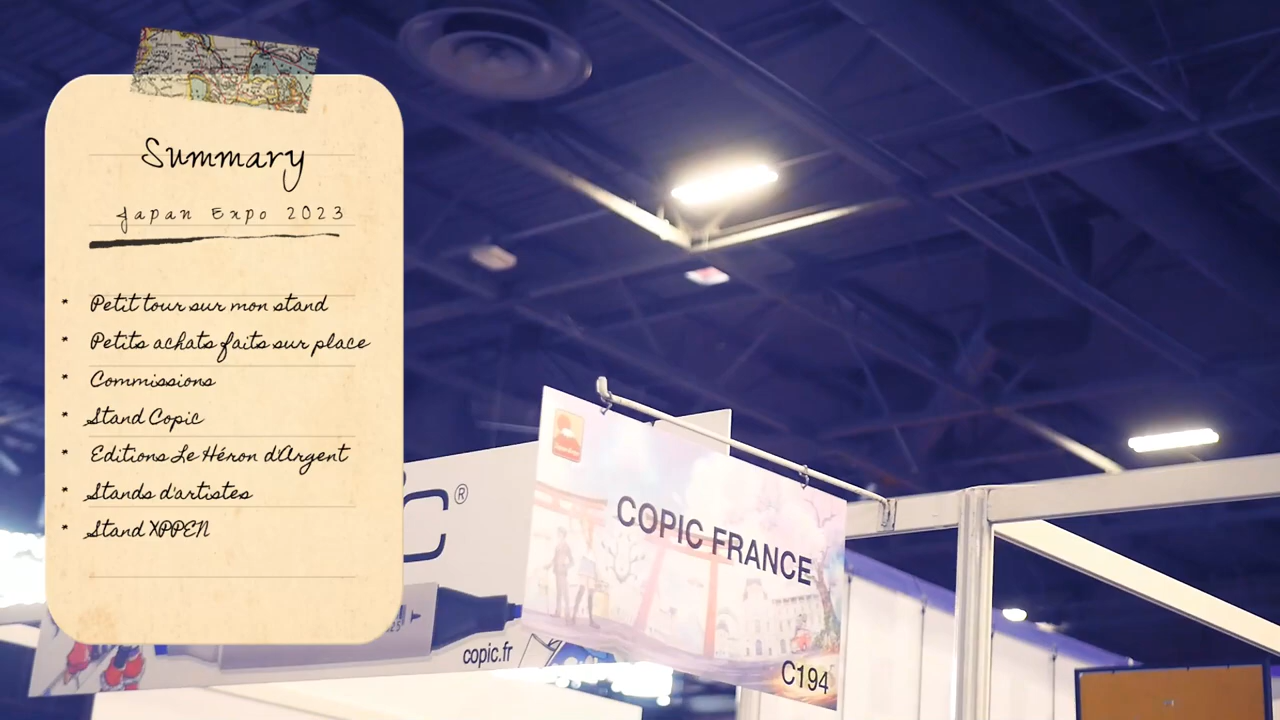 Summary
Japan Expo 2023
* Petit tour sur mon stand
* Petits achats faits sur place
* Commissions
* Stand Copic
* Editions Le Héron d'Argent
* Stands d'artistes
* Stand XPPEN
ic®
COPIC FRANCE
copic.fr
C194